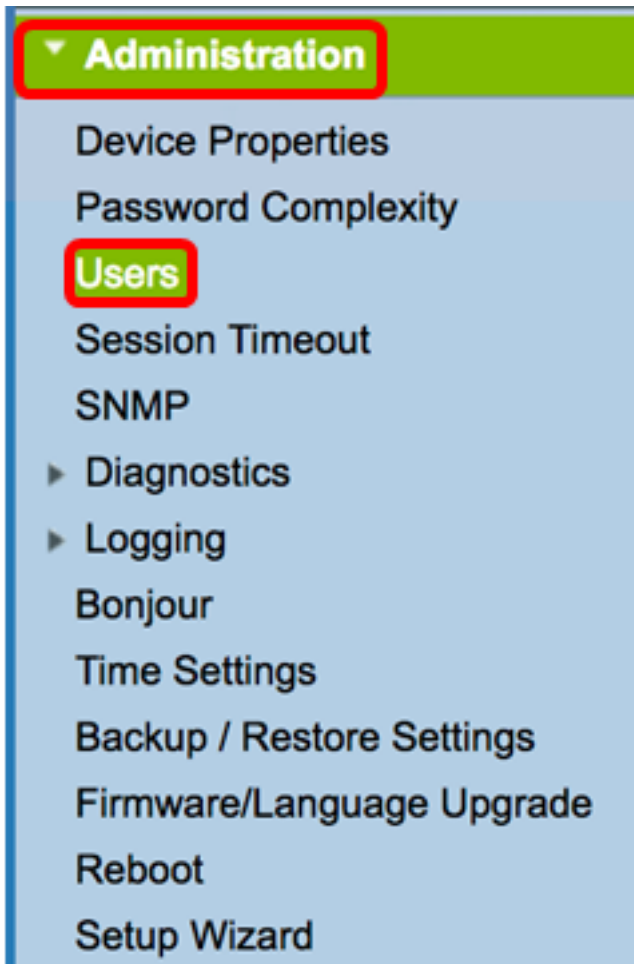 Administration
Device Properties
Password Complexity
Users
Session Timeout
SNMP
Diagnostics
Logging
Bonjour
Time Settings
Backup / Restore Settings
Firmware/Language Upgrade
Reboot
Setup Wizard